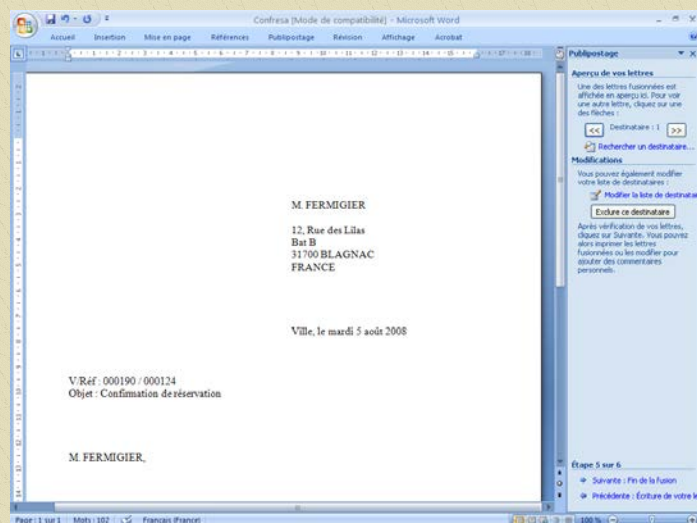 Confresa [Mode de compatibilité] - Microsoft Word
Accueil Insertion Mise en page Références Publipostage Révision Affichage Acrobat
Publipostage
Aperçu de vos lettres
Une des lettres fusionnées est
affichée en aperçu ici. Pour voir
une autre lettre, cliquez sur une
des flèches :
<< Destinataire : 1 >>
Rechercher un destinataire...
Modifications
Vous pouvez également modifier
votre liste de destinataires :
Modifier la liste de destinatai
Exclure ce destinataire
Après vérification de vos lettres,
cliquez sur Suivante. Vous pouvez
alors imprimer les lettres
fusionnées ou les modifier pour
ajouter des commentaires
personnels.
M. FERMIGIER
12, Rue des Lilas
Bat B
31700 BLAGNAC
FRANCE
Ville, le mardi 5 août 2008
V/Réf : 000190 / 000124
Objet : Confirmation de réservation
M. FERMIGIER,
Étape 5 sur 6
Suivante : Fin de la fusion
Précédente : Écriture de votre le
Page : 1 sur 1 Mots : 102 Français (France) 100 %